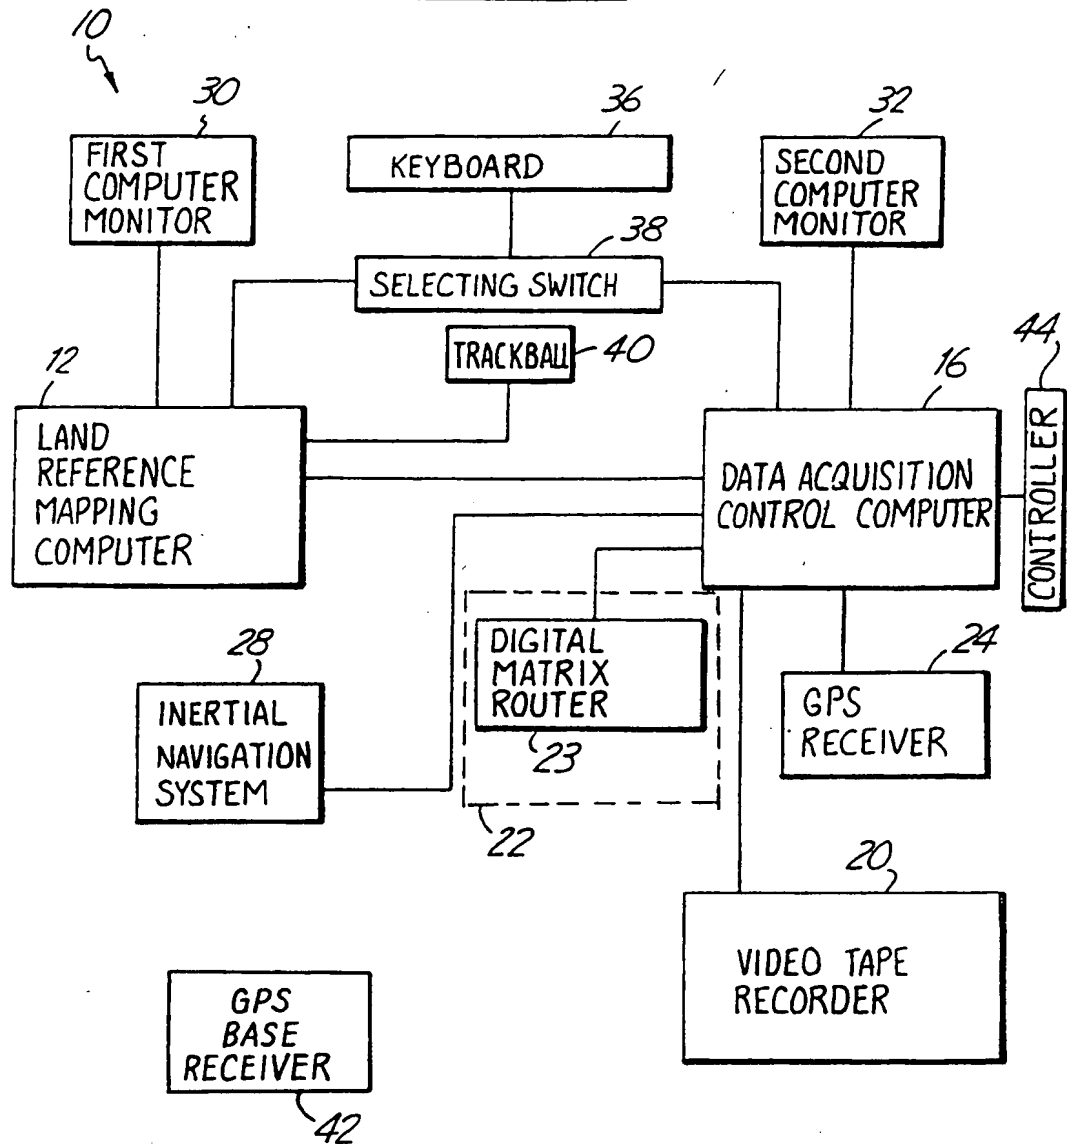 10
30
36
32
FIRST
COMPUTER
MONITOR
KEYBOARD
SECOND
COMPUTER
MONITOR
38
SELECTING SWITCH
TRACKBALL
40
44
12
16
LAND
REFERENCE
MAPPING
COMPUTER
DATA ACQUISITION
CONTROL COMPUTER
CONTROLLER
28
INERTIAL
NAVIGATION
SYSTEM
DIGITAL
MATRIX
ROUTER
23
22
24
GPS
RECEIVER
20
VIDEO TAPE
RECORDER
GPS
BASE
RECEIVER
42